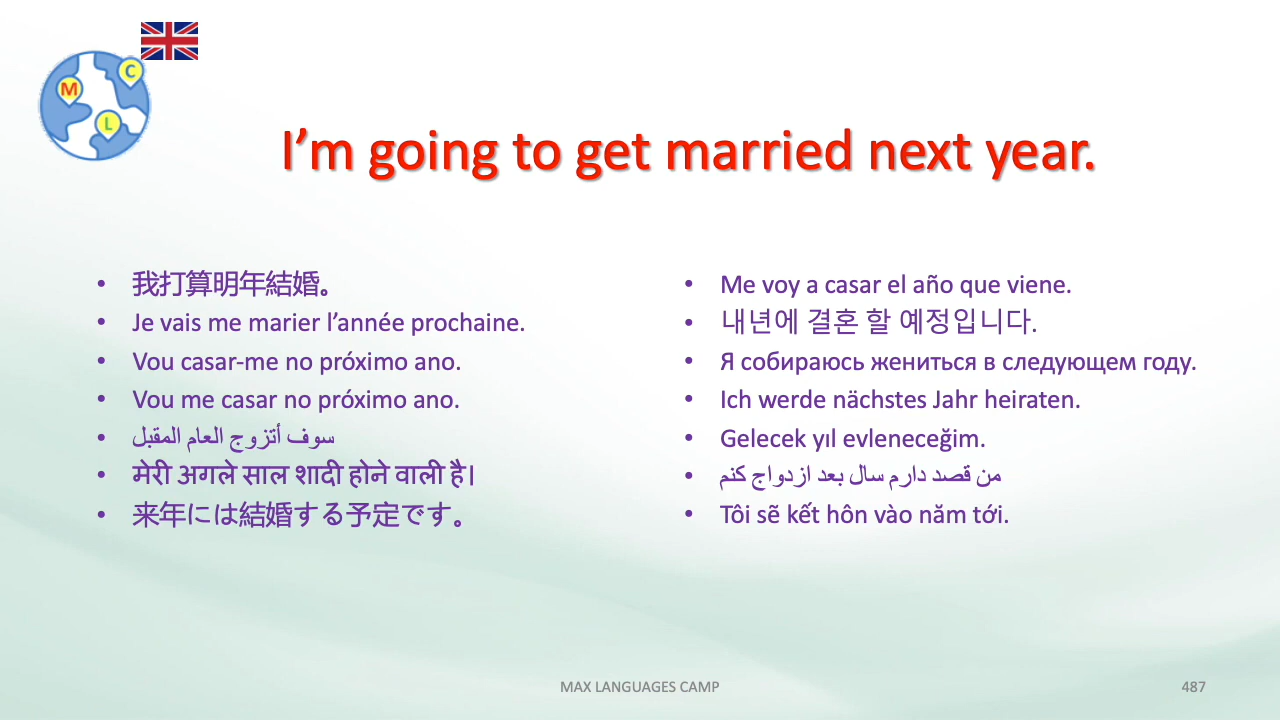 C
M
L
I’m going to get married next year.
• 我打算明年結婚。
• Je vais me marier l’année prochaine.
• Vou casar-me no próximo ano.
• Vou me casar no próximo ano.
• سوف أتزوج العام المقبل
• मेरी अगले साल शादी होने वाली है।
• 来年には結婚する予定です。
• Me voy a casar el año que viene.
• 내년에 결혼 할 예정입니다.
• Я собираюсь жениться в следующем году.
• Ich werde nächstes Jahr heiraten.
• Gelecek yıl evleneceğim.
• من قصد دارم سال بعد ازدواج کنم
• Tôi sẽ kết hôn vào năm tới.
MAX LANGUAGES CAMP
487